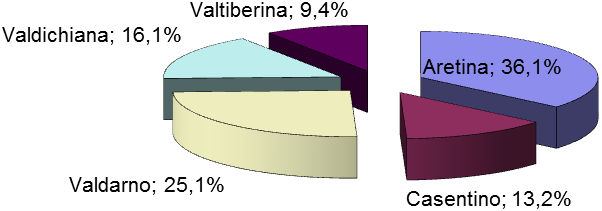 Valtiberina; 9,4%
Valdichiana; 16,1%
Aretina; 36,1%
Valdarno; 25,1%
Casentino; 13,2%